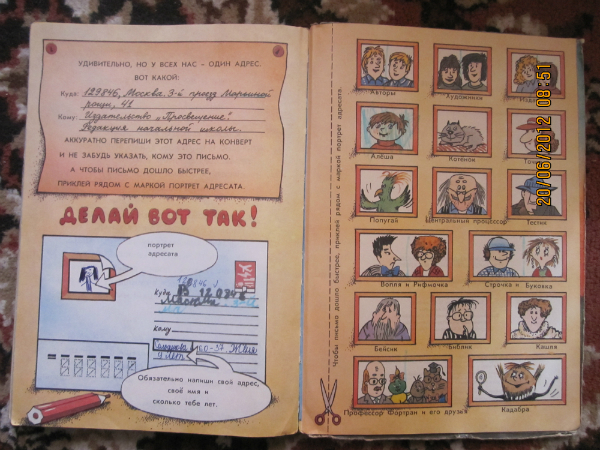 УДИВИТЕЛЬНО, НО У ВСЕХ НАС – ОДИН АДРЕС.
ВОТ КАКОЙ:
Куда: 129846, Москва 3-й проезд Марьиной
рощи, 41
Кому: Издательство „Просвещение"
Редакция начальной школы.
АККУРАТНО ПЕРЕПИШИ ЭТОТ АДРЕС НА КОНВЕРТ
И НЕ ЗАБУДЬ УКАЗАТЬ, КОМУ ЭТО ПИСЬМО.
А ЧТОБЫ ПИСЬМО ДОШЛО БЫСТРЕЕ,
ПРИКЛЕЙ РЯДОМ С МАРКОЙ ПОРТРЕТ АДРЕСАТА.
ДЕЛАЙ ВОТ ТАК!
портрет
адресата
Куда
Москва
Кому
9 лет
Обязательно напиши свой адрес,
своё имя и
сколько тебе лет.
Чтобы письмо дошло быстрее, приклей рядом с маркой портрет адресата.
Авторы Художники
Алёша Котёнок
Попугай Центральный процессор Тестик
Вопля и Рифмочка Строчка и Буковка
Бейсик Бибянк Кашка
Профессор Фортран и его друзья Кадабра
20/06/2012 08:51